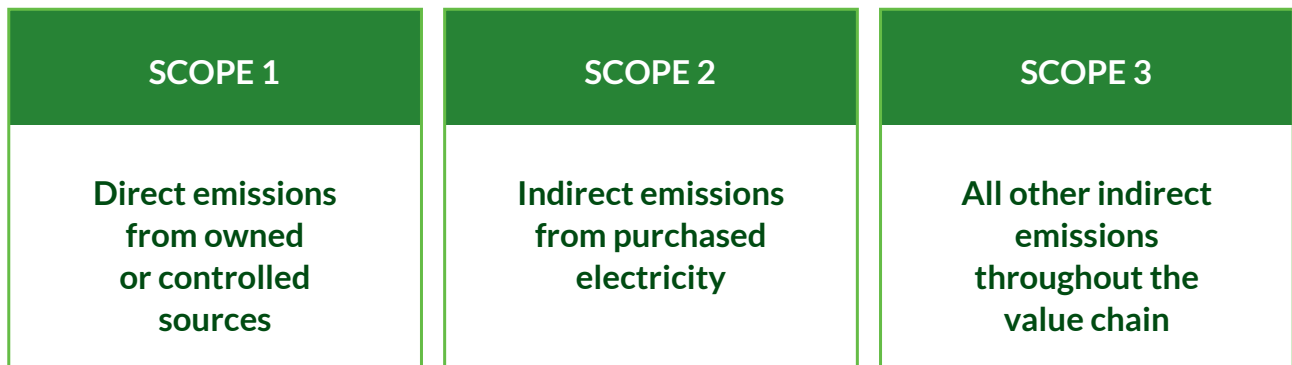 SCOPE 1
Direct emissions
from owned
or controlled
sources
SCOPE 2
Indirect emissions
from purchased
electricity
SCOPE 3
All other indirect
emissions
throughout the
value chain